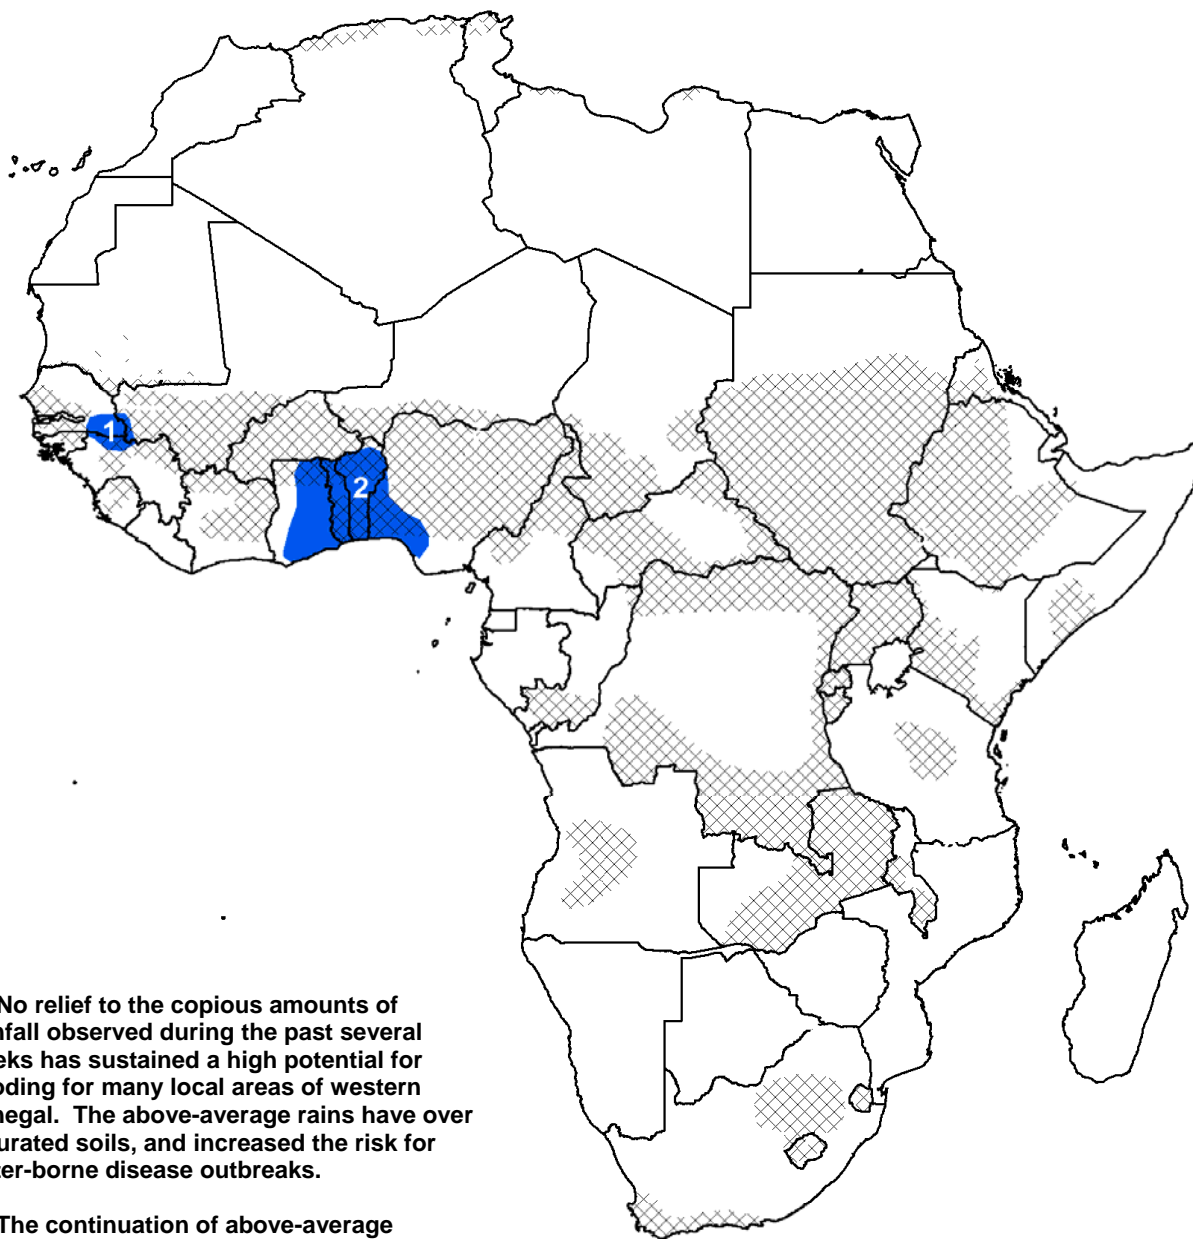 1
2
No relief to the copious amounts of
nfall observed during the past several
eks has sustained a high potential for
oding for many local areas of western
negal. The above-average rains have over
urated soils, and increased the risk for
ter-borne disease outbreaks.
The continuation of above-average